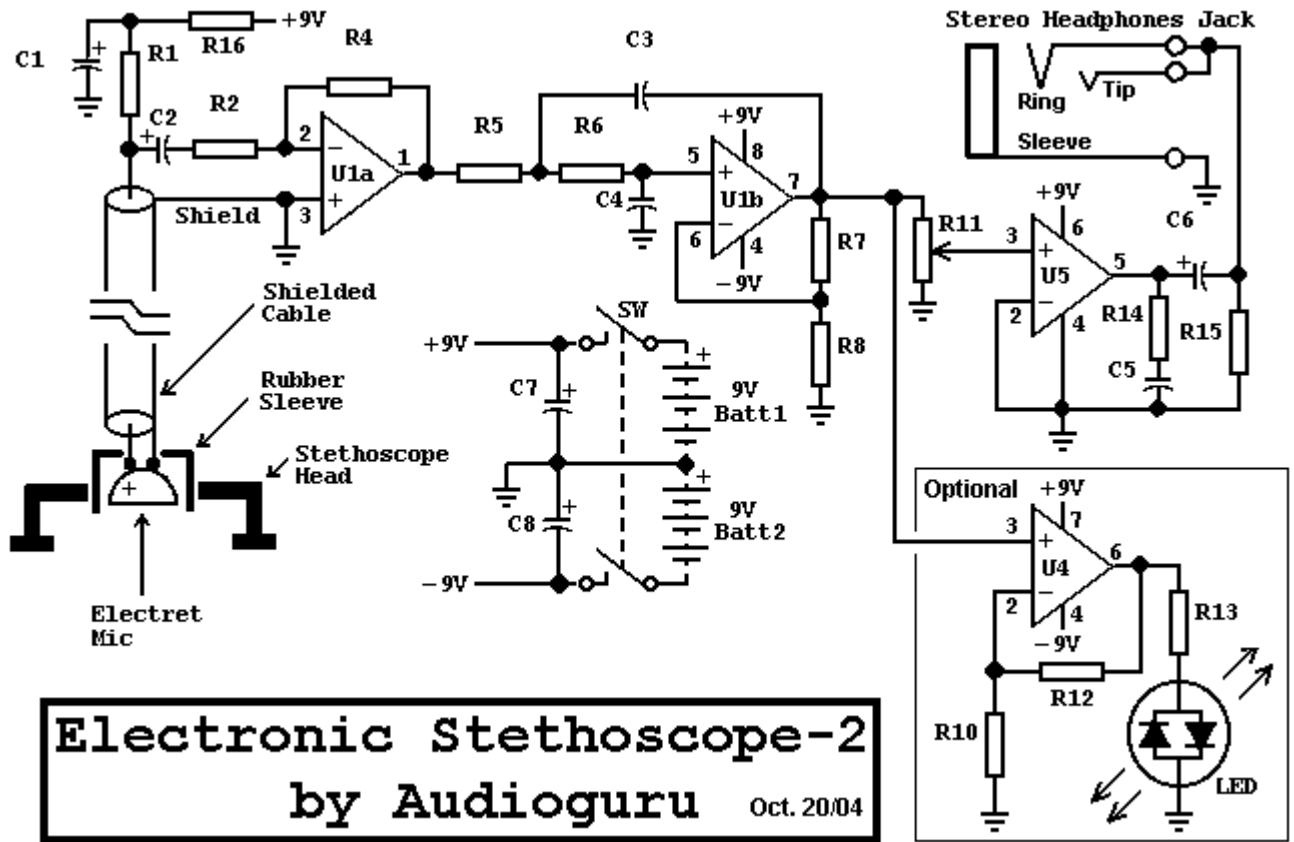 Stereo Headphones Jack
+9V
C1
+
R1
R16
R4
C3
Ring
Tip
Sleeve
C2
+
R2
2
−
U1a
1
+
3
R5
R6
C4
+9V
8
5
+
U1b
7
−
6
4
−9V
Shield
R7
R8
R11
+9V
6
3
+
U5
5
−
2
4
C6
+
R14
R15
C5
Shielded
Cable
Rubber
Sleeve
Stethoscope
Head
+
Electret
Mic
SW
+9V
C7
+
+
9V
Batt1
C8
+
+
9V
Batt2
−9V
Optional
+9V
7
3
+
U4
6
−
2
4
−9V
R13
R12
R10
LED
Electronic Stethoscope-2
by Audioguru Oct. 20/04